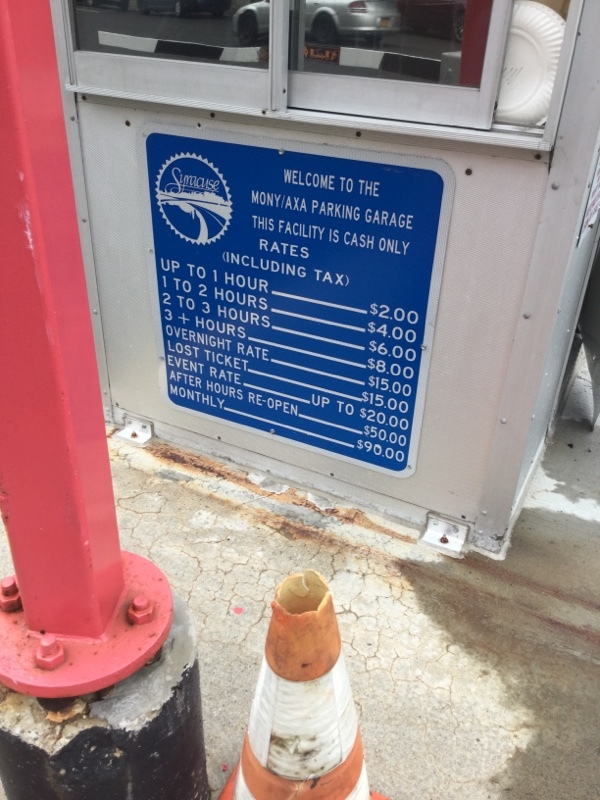 Syracuse
WELCOME TO THE
MONY/AXA PARKING GARAGE
THIS FACILITY IS CASH ONLY
RATES
(INCLUDING TAX)
UP TO 1 HOUR $2.00
1 TO 2 HOURS $4.00
2 TO 3 HOURS $6.00
3 + HOURS $8.00
OVERNIGHT RATE $15.00
LOST TICKET $15.00
EVENT RATE UP TO $20.00
AFTER HOURS RE-OPEN $50.00
MONTHLY $90.00